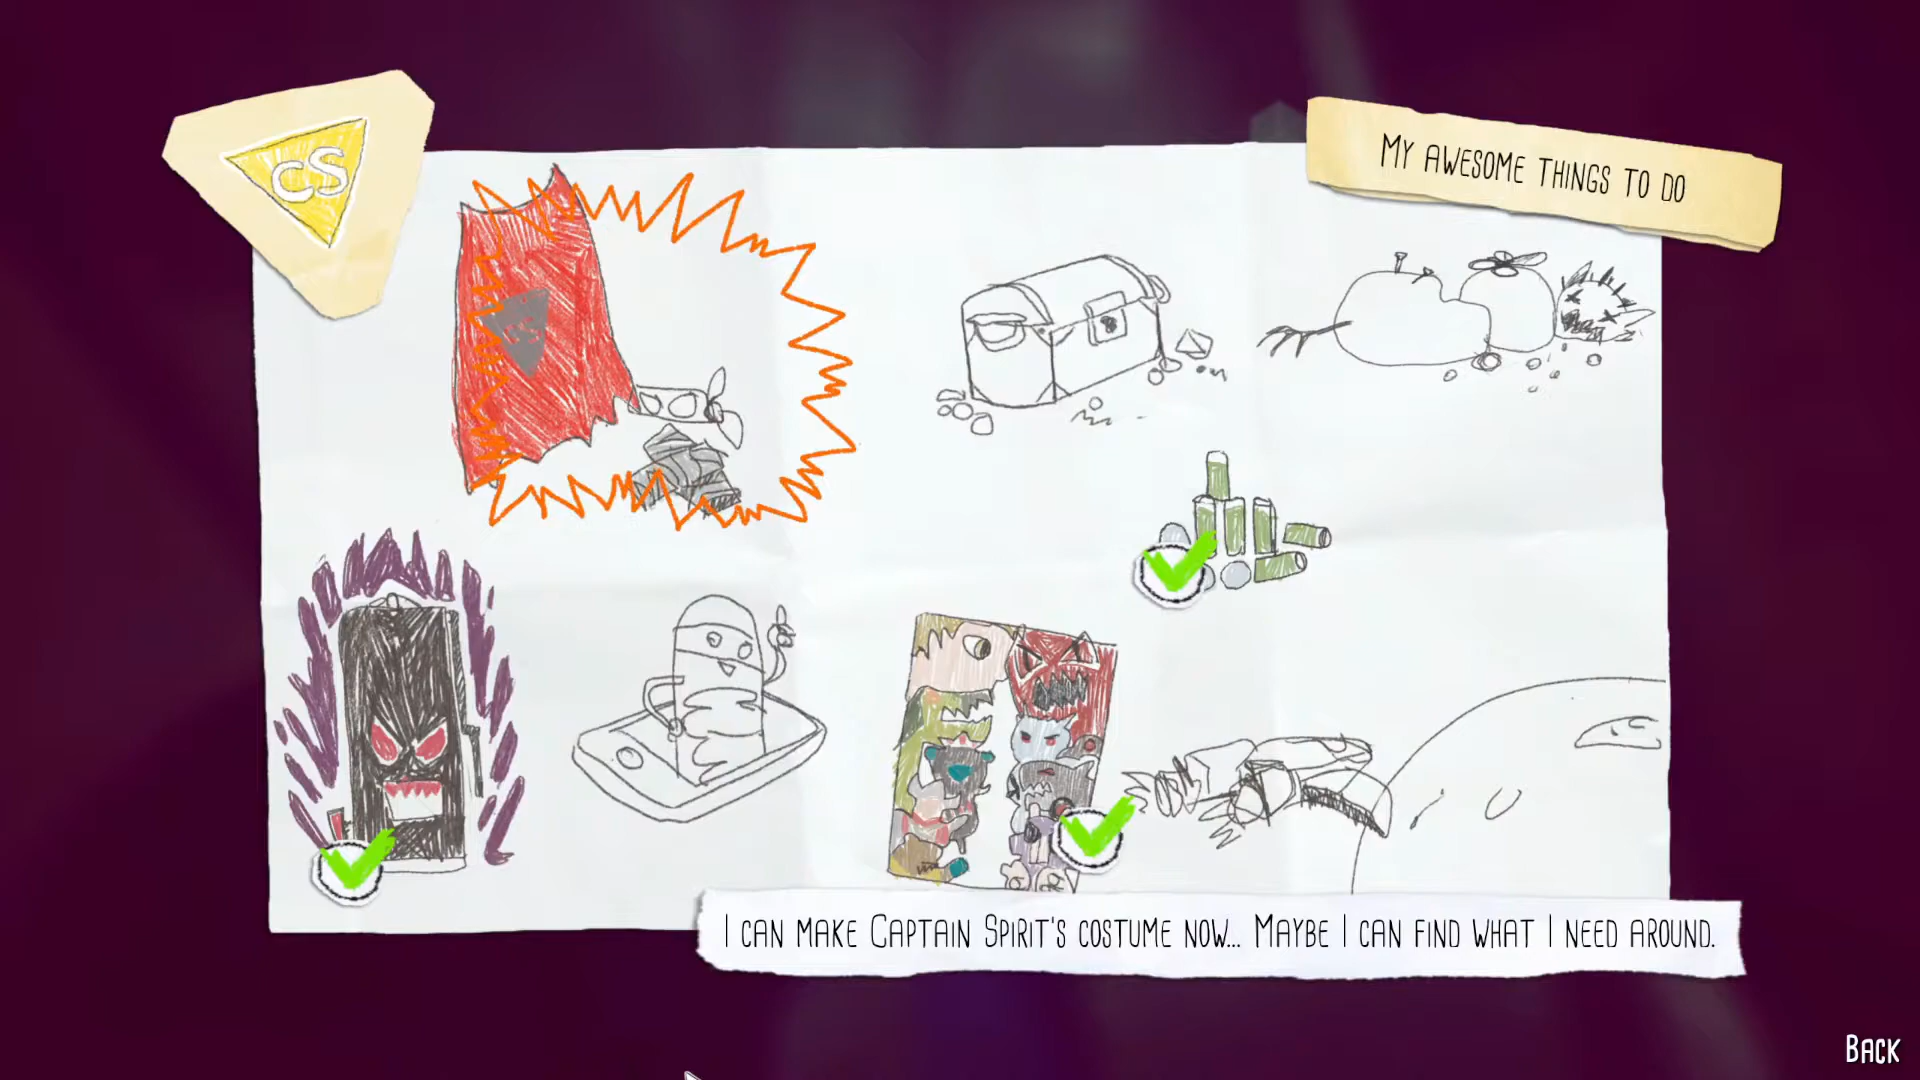 CS
MY AWESOME THINGS TO DO
CS
I CAN MAKE CAPTAIN SPIRIT'S COSTUME NOW... MAYBE I CAN FIND WHAT I NEED AROUND.
BACK